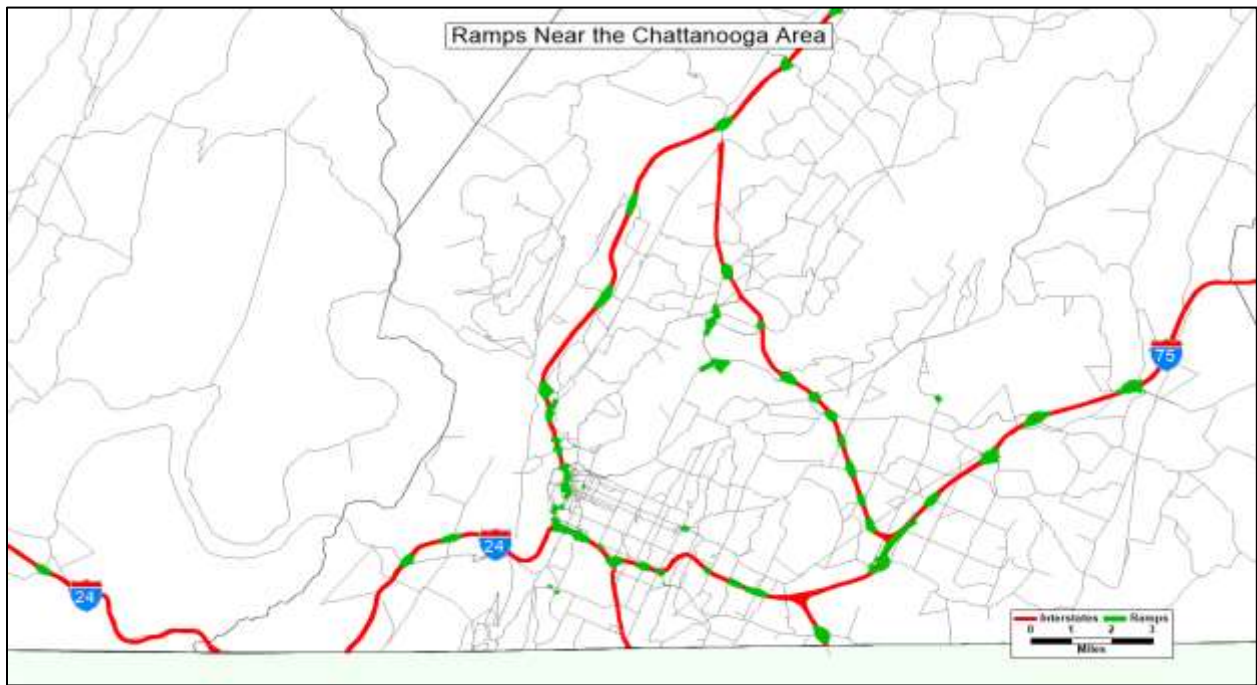 Ramps Near the Chattanooga Area
75
24
24
Interstates Ramps
0 1 2 3
Miles